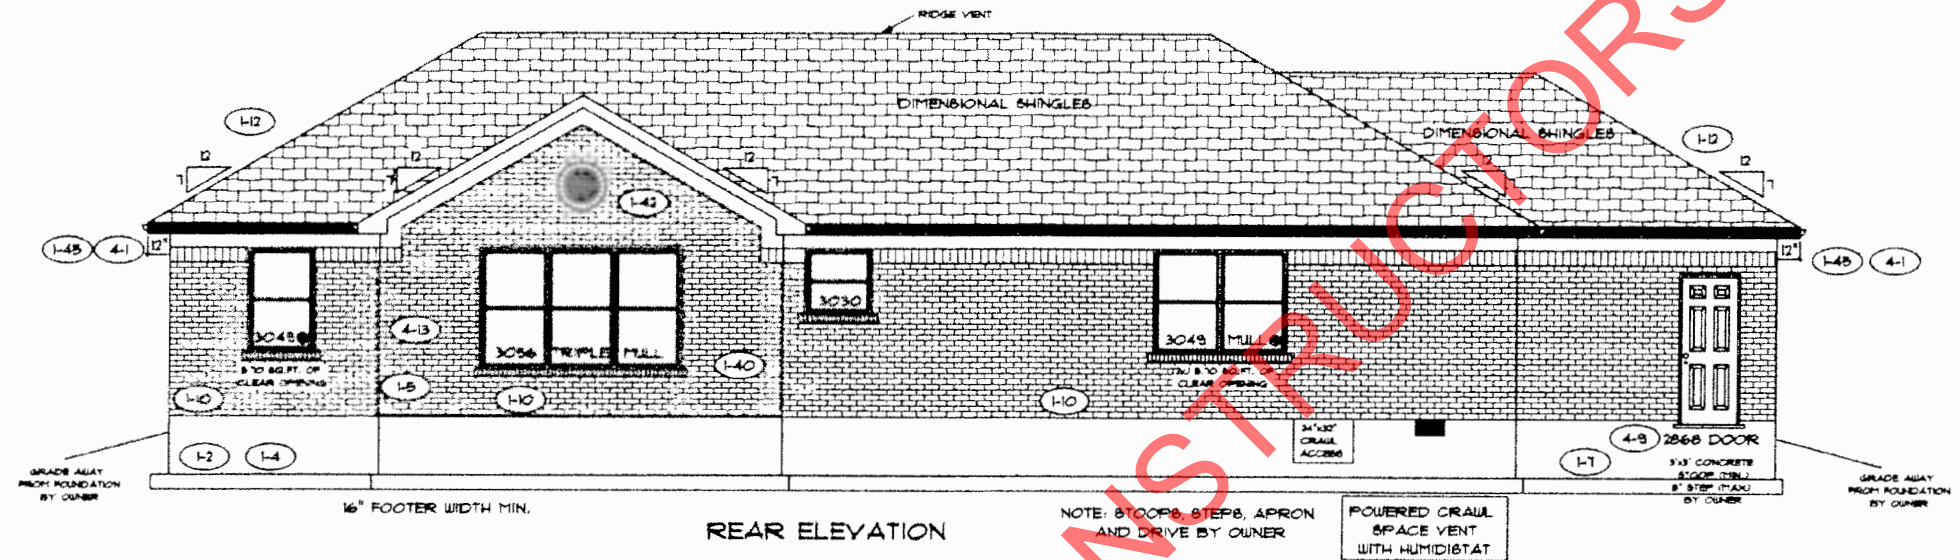 RIDGE VENT
DIMENSIONAL SHINGLES
DIMENSIONAL SHINGLES
1-12
1-12
12
7
12
7
12
7
12
12
7
1-42
1-45
4-1
12"
12"
1-45
4-1
3049
3056 TRIPLE MULL
3030
3049 MULL
5.70 SQ.FT. OF
CLEAR OPENING
5.70 SQ.FT. OF
CLEAR OPENING
4-13
1-5
1-40
1-10
1-10
1-10
24"x32"
CRAWL
ACCESS
4-9
2868 DOOR
1-2
1-4
1-7
3'x3' CONCRETE
STOOP (MIN.)
8" STEP (MAX)
BY OWNER
GRADE AWAY
FROM FOUNDATION
BY OWNER
GRADE AWAY
FROM FOUNDATION
BY OWNER
16" FOOTER WIDTH MIN.
REAR ELEVATION
NOTE: STOOPS, STEPS, APRON
AND DRIVE BY OWNER
POWERED CRAWL
SPACE VENT
WITH HUMIDISTAT
INSTRUCTORS